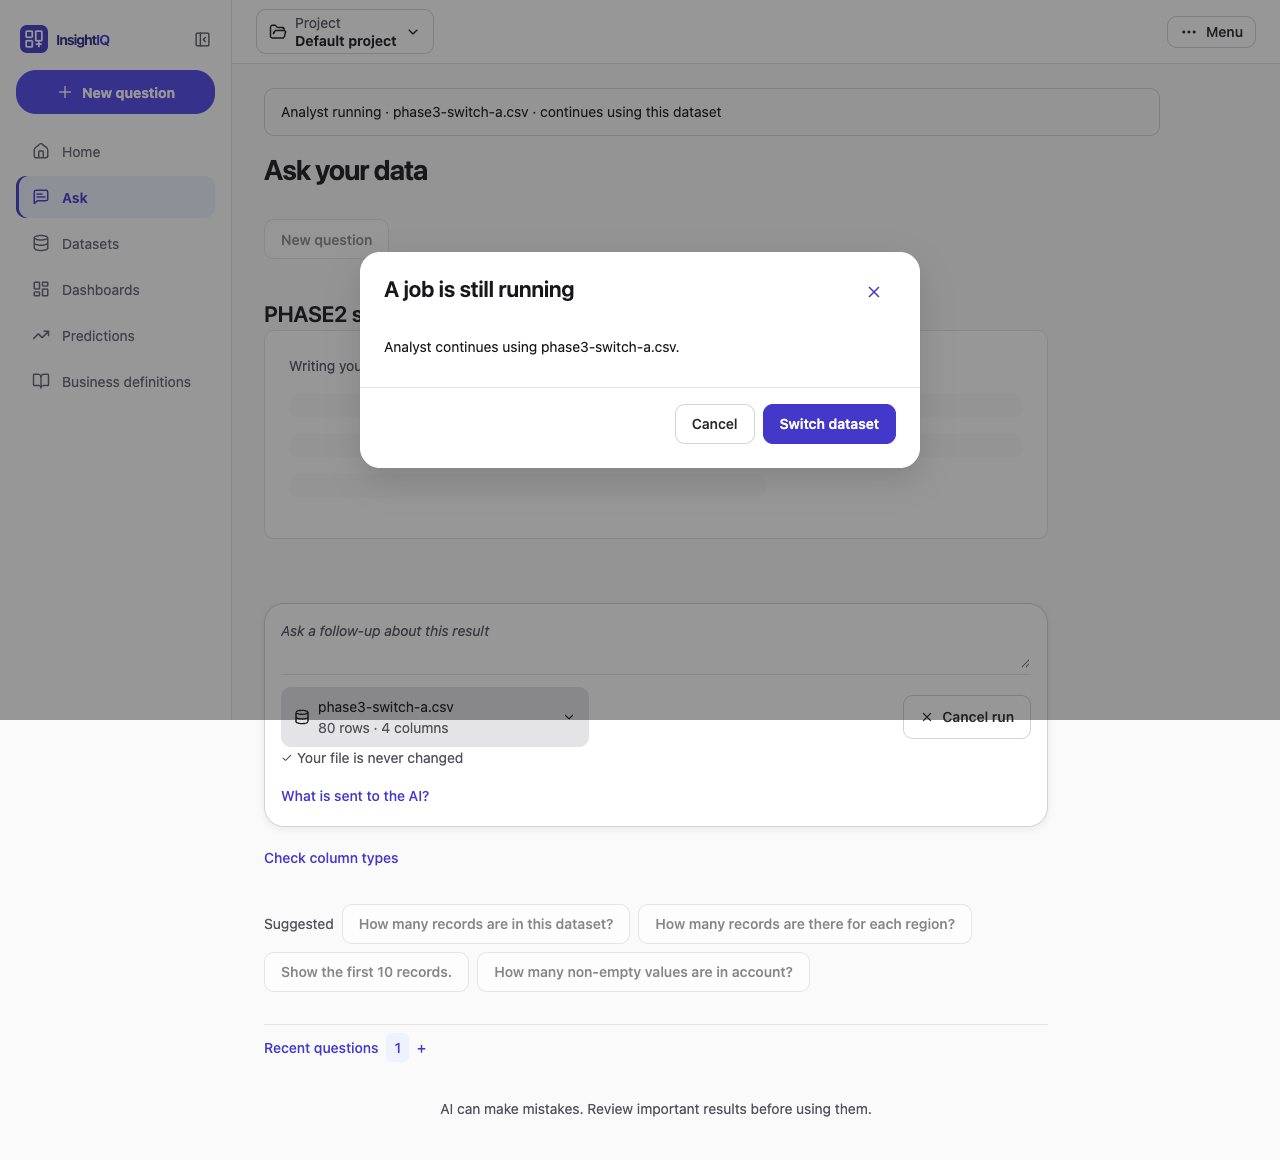 InsightIQ
Project
Default project
Menu
New question
Home
Ask
Datasets
Dashboards
Predictions
Business definitions
Analyst running · phase3-switch-a.csv · continues using this dataset
Ask your data
New question
PHASE2 s
Writing you
A job is still running
Analyst continues using phase3-switch-a.csv.
Cancel
Switch dataset
Ask a follow-up about this result
phase3-switch-a.csv
80 rows · 4 columns
Cancel run
Your file is never changed
What is sent to the AI?
Check column types
Suggested
How many records are in this dataset?
How many records are there for each region?
Show the first 10 records.
How many non-empty values are in account?
Recent questions 1 +
AI can make mistakes. Review important results before using them.